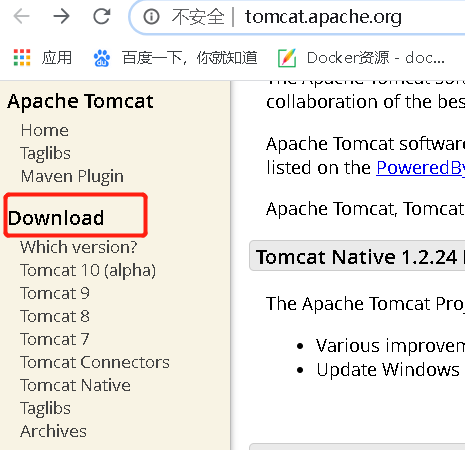 不安全 | tomcat.apache.org
应用 百度一下，你就知道 Docker资源 - doc...
Apache Tomcat
Home
Taglibs
Maven Plugin
Download
Which version?
Tomcat 10 (alpha)
Tomcat 9
Tomcat 8
Tomcat 7
Tomcat Connectors
Tomcat Native
Taglibs
Archives
The Apache Tomcat
collaboration of the bes
Apache Tomcat software
listed on the PoweredBy
Apache Tomcat, Tomcat
Tomcat Native 1.2.24
The Apache Tomcat Pro
Various improvem
Update Windows